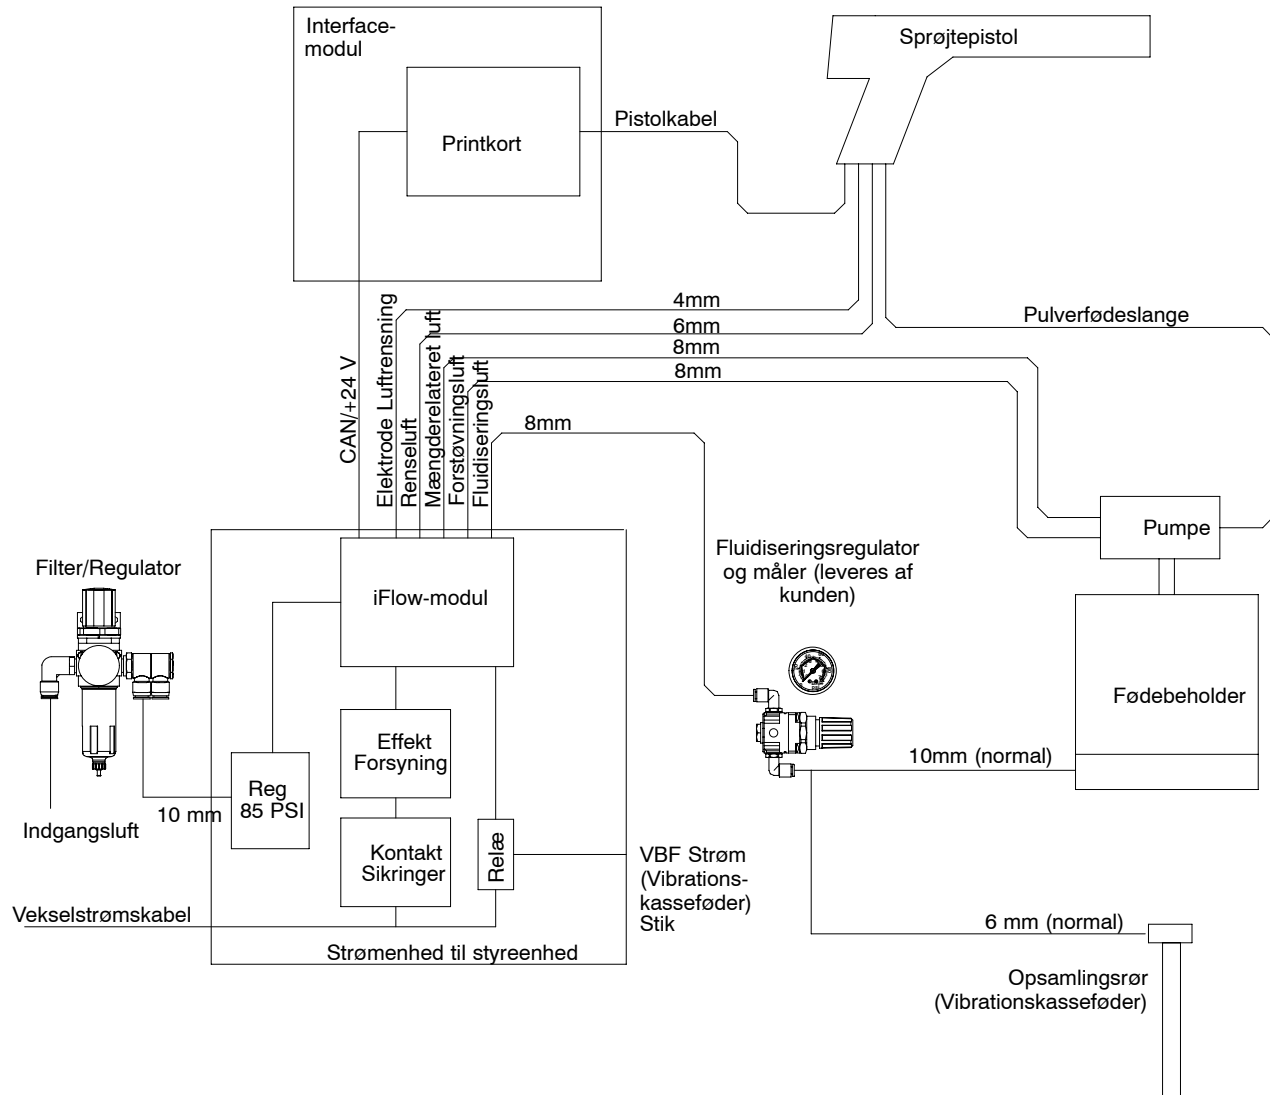 Interface-
modul
Sprøjtepistol
Pistolkabel
Printkort
4mm
6mm
8mm
8mm
8mm
Pulverfødeslange
CAN/+24 V
Elektrode Luftrensning
Renseluft
Mængderelateret luft
Forstøvningsluft
Fluidiseringsluft
Pumpe
Filter/Regulator
iFlow-modul
Fluidiseringsregulator
og måler (leveres af
kunden)
Fødebeholder
Effekt
Forsyning
Reg
85 PSI
10 mm
Indgangsluft
10mm (normal)
Kontakt
Sikringer
Relæ
VBF Strøm
(Vibrations-
kasseføder)
Stik
Vekselstrømskabel
Strømenhed til styreenhed
6 mm (normal)
Opsamlingsrør
(Vibrationskasseføder)